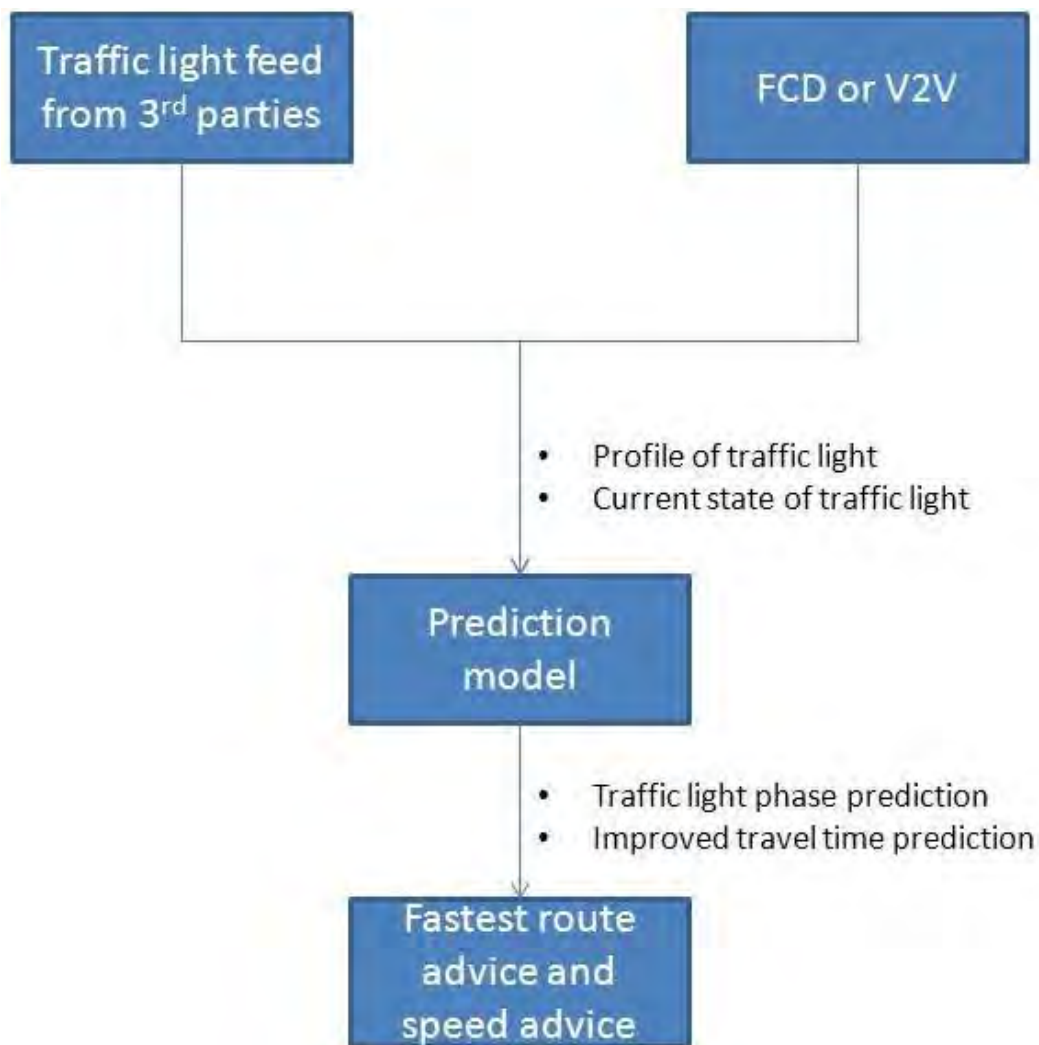 Traffic light feed
from 3rd parties
FCD or V2V
• Profile of traffic light
• Current state of traffic light
Prediction
model
• Traffic light phase prediction
• Improved travel time prediction
Fastest route
advice and
speed advice